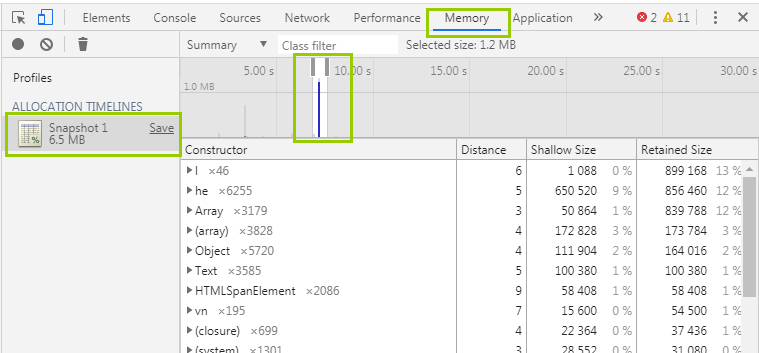 Elements Console Sources Network Performance Memory Application » 2 11
Summary Class filter Selected size: 1.2 MB
Profiles
ALLOCATION TIMELINES
Snapshot 1 Save
6.5 MB
5.00 s 10.00 s 15.00 s 20.00 s 25.00 s 30.00 s
1.0 MB
Constructor Distance Shallow Size Retained Size
I ×46 6 1 088 0 % 899 168 13 %
he ×6255 5 650 520 9 % 856 460 12 %
Array ×3179 3 50 864 1 % 839 788 12 %
(array) ×3828 4 172 828 3 % 173 784 3 %
Object ×5720 4 111 904 2 % 164 016 2 %
Text ×3585 5 100 380 1 % 100 380 1 %
HTMLSpanElement ×2086 9 58 408 1 % 58 408 1 %
vn ×195 7 15 600 0 % 54 500 1 %
(closure) ×699 4 22 364 0 % 37 436 1 %
(system) ×1301 3 28 552 0 % 31 080 0 %